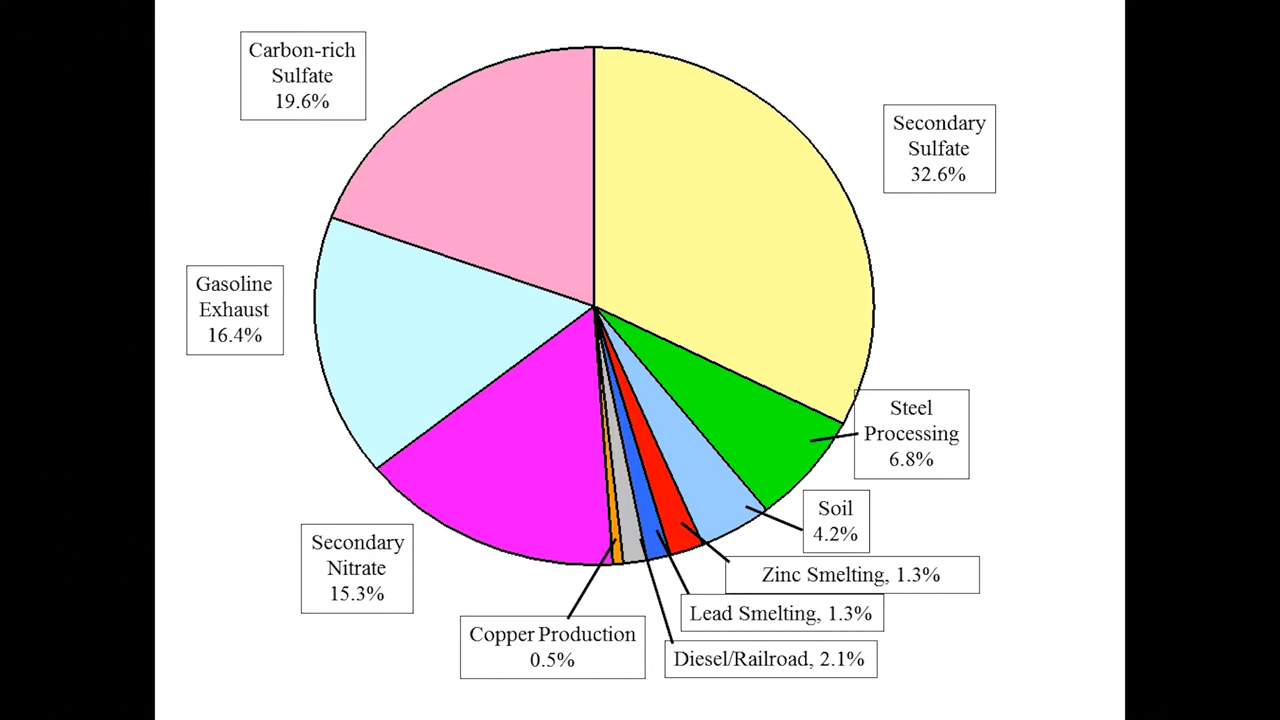 Carbon-rich
Sulfate
19.6%
Secondary
Sulfate
32.6%
Gasoline
Exhaust
16.4%
Steel
Processing
6.8%
Soil
4.2%
Secondary
Nitrate
15.3%
Zinc Smelting, 1.3%
Lead Smelting, 1.3%
Copper Production
0.5%
Diesel/Railroad, 2.1%